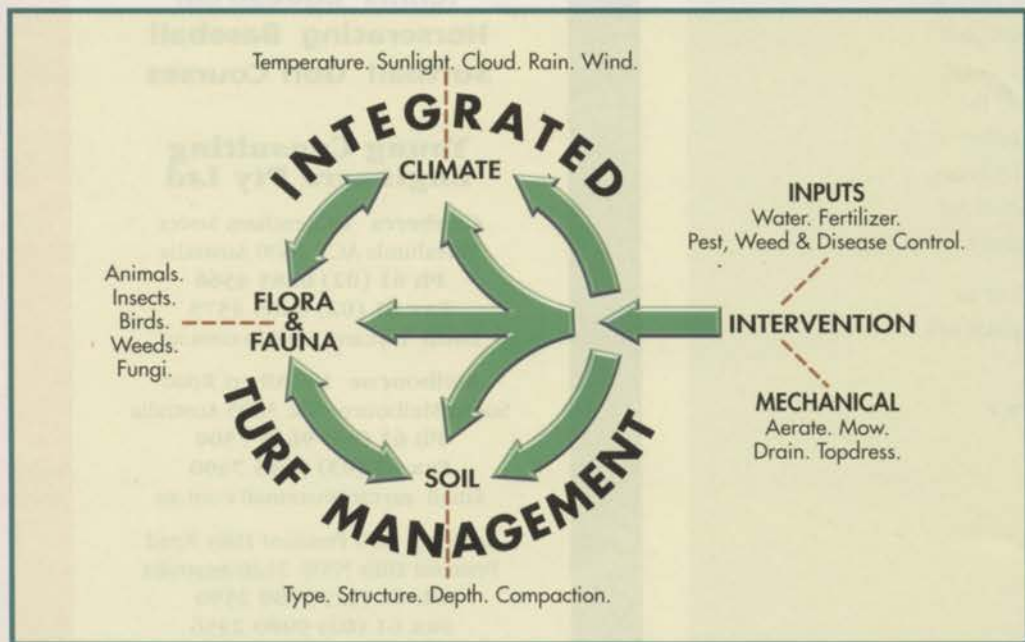 Temperature. Sunlight. Cloud. Rain. Wind.
INTEGRATED
CLIMATE
INPUTS
Water. Fertilizer.
Pest, Weed & Disease Control.
Animals.
Insects.
Birds.
Weeds.
Fungi.
FLORA
&
FAUNA
INTERVENTION
MECHANICAL
Aerate. Mow.
Drain. Topdress.
SOIL
TURF MANAGEMENT
Type. Structure. Depth. Compaction.